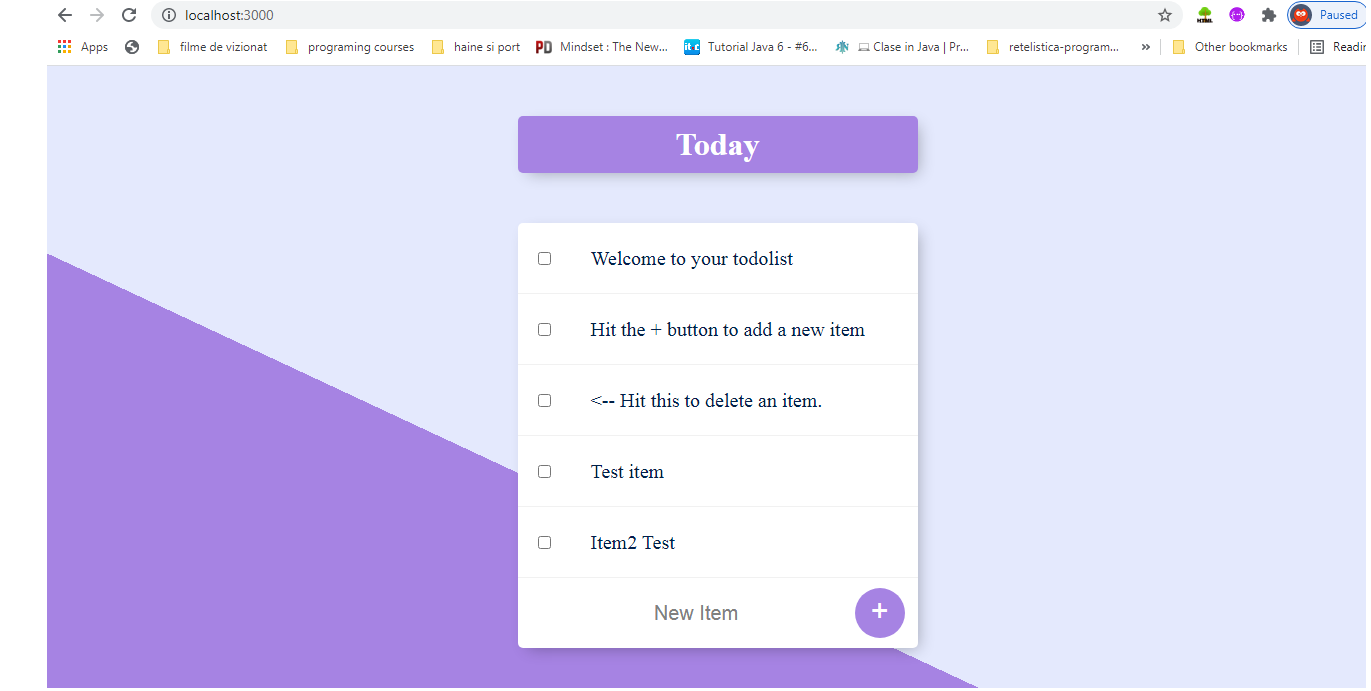 localhost:3000
Paused
Apps filme de vizionat programing courses haine si port PD Mindset : The New... Tutorial Java 6 - #6... Clase in Java | Pr... retelistica-program... » Other bookmarks Readin
Today
Welcome to your todolist
Hit the + button to add a new item
<-- Hit this to delete an item.
Test item
Item2 Test
New Item +